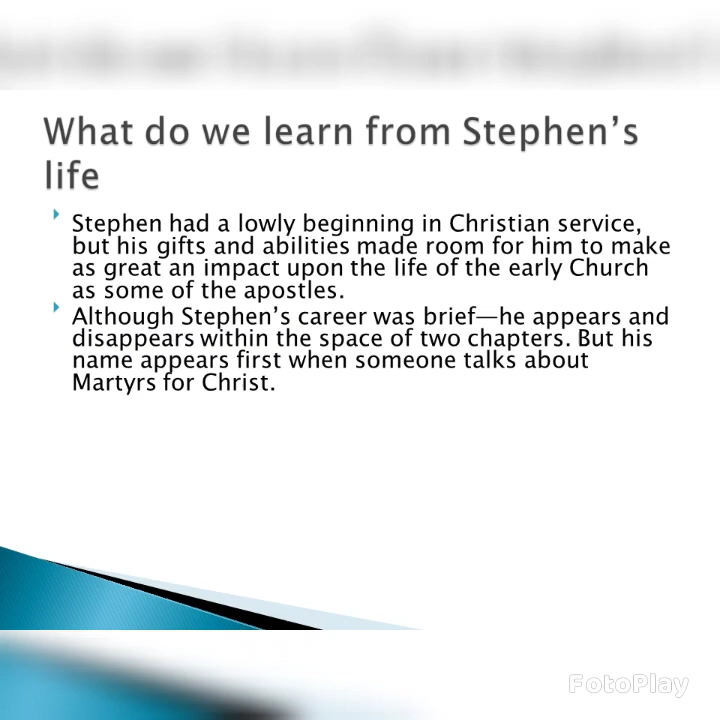 What do we learn from Stephen’s
life
Stephen had a lowly beginning in Christian service,
but his gifts and abilities made room for him to make
as great an impact upon the life of the early Church
as some of the apostles.
Although Stephen’s career was brief—he appears and
disappears within the space of two chapters. But his
name appears first when someone talks about
Martyrs for Christ.
FotoPlay